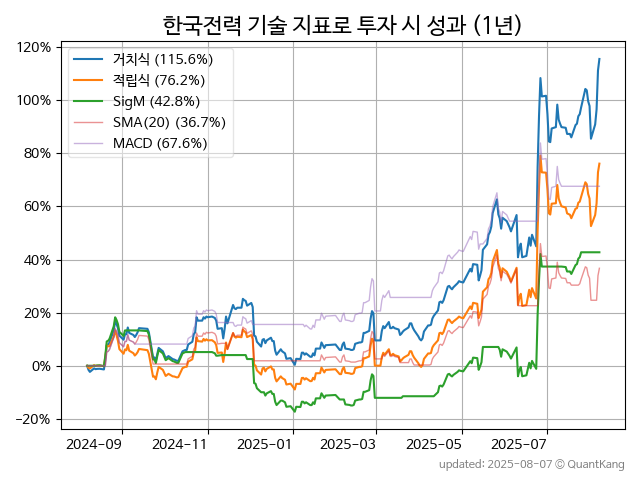 한국전력 기술 지표로 투자 시 성과 (1년)
거치식 (115.6%)
적립식 (76.2%)
SigM (42.8%)
SMA(20) (36.7%)
MACD (67.6%)
120%
100%
80%
60%
40%
20%
0%
−20%
2024-09
2024-11
2025-01
2025-03
2025-05
2025-07
updated: 2025-08-07 © QuantKang